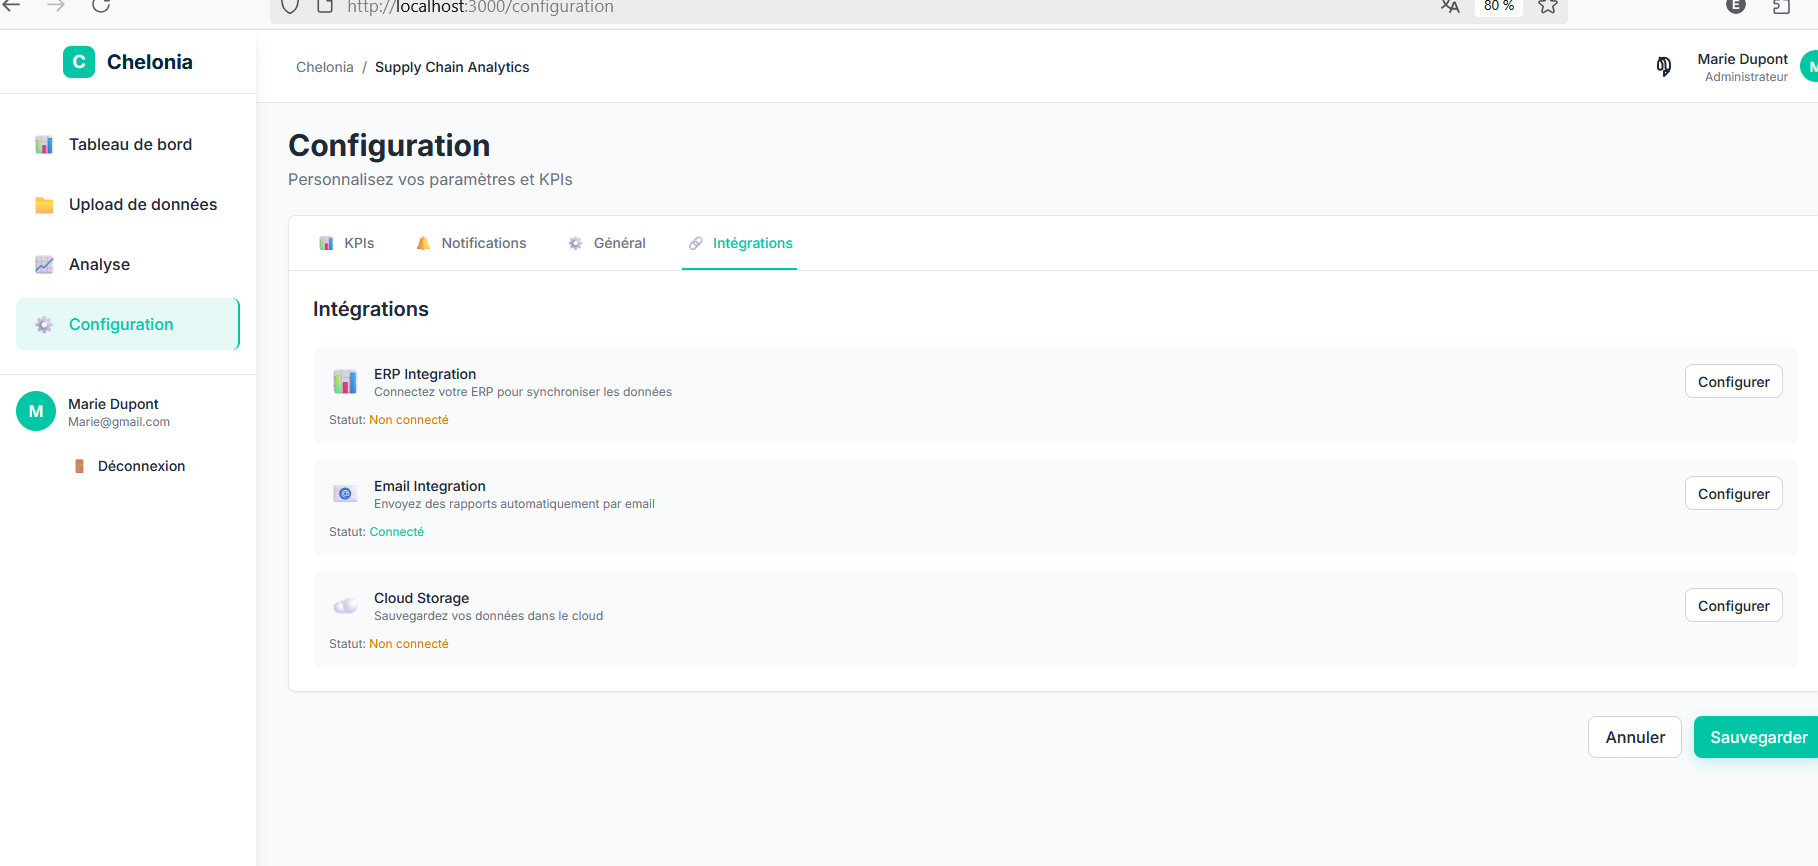 http://localhost:3000/configuration
80 %
E
C Chelonia
Chelonia / Supply Chain Analytics
Marie Dupont
Administrateur
M
Tableau de bord
Upload de données
Analyse
Configuration
Marie Dupont
M
Marie@gmail.com
Déconnexion
Configuration
Personnalisez vos paramètres et KPIs
KPIs Notifications Général Intégrations
Intégrations
ERP Integration
Connectez votre ERP pour synchroniser les données
Statut: Non connecté
Configurer
Email Integration
Envoyez des rapports automatiquement par email
Statut: Connecté
Configurer
Cloud Storage
Sauvegardez vos données dans le cloud
Statut: Non connecté
Configurer
Annuler Sauvegarder